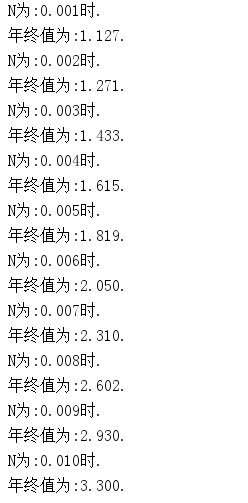 N为:0.001时.
年终值为:1.127.
N为:0.002时.
年终值为:1.271.
N为:0.003时.
年终值为:1.433.
N为:0.004时.
年终值为:1.615.
N为:0.005时.
年终值为:1.819.
N为:0.006时.
年终值为:2.050.
N为:0.007时.
年终值为:2.310.
N为:0.008时.
年终值为:2.602.
N为:0.009时.
年终值为:2.930.
N为:0.010时.
年终值为:3.300.